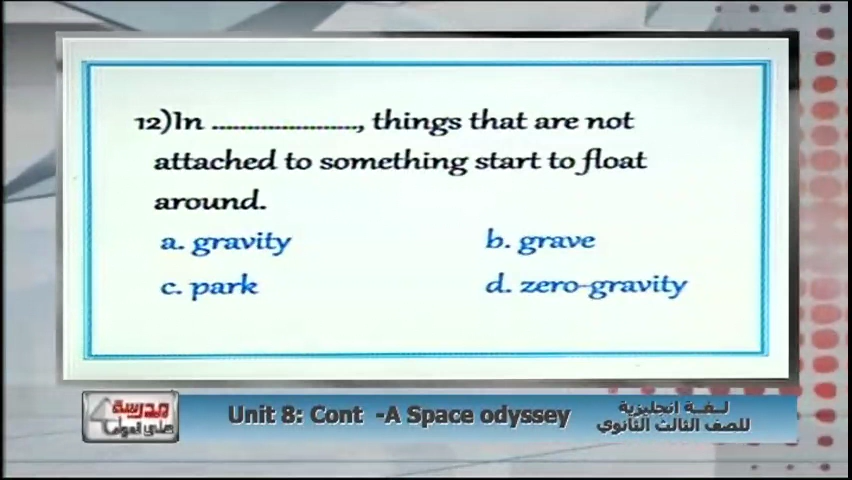 12)In ....................., things that are not
attached to something start to float
around.
a. gravity
b. grave
c. park
d. zero-gravity
مدرسة
على الهواء
Unit 8: Cont -A Space odyssey
لـغـة انجليزية
للصف الثالث الثانوي